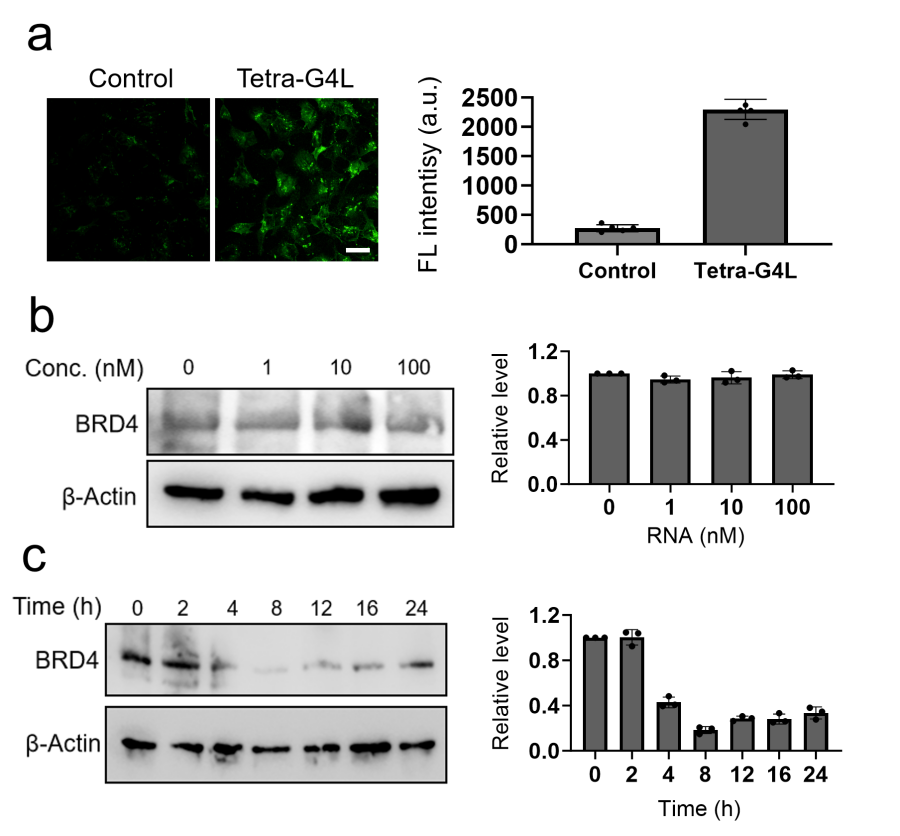 a
Control
Tetra-G4L
FL intentisy (a.u.)
2500
2000
1500
1000
500
0
Control
Tetra-G4L
b
Conc. (nM)
0 1 10 100
BRD4
β-Actin
Relative level
1.2
0.8
0.4
0.0
0 1 10 100
RNA (nM)
c
Time (h)
0 2 4 8 12 16 24
BRD4
β-Actin
Relative level
1.2
0.8
0.4
0.0
0 2 4 8 12 16 24
Time (h)